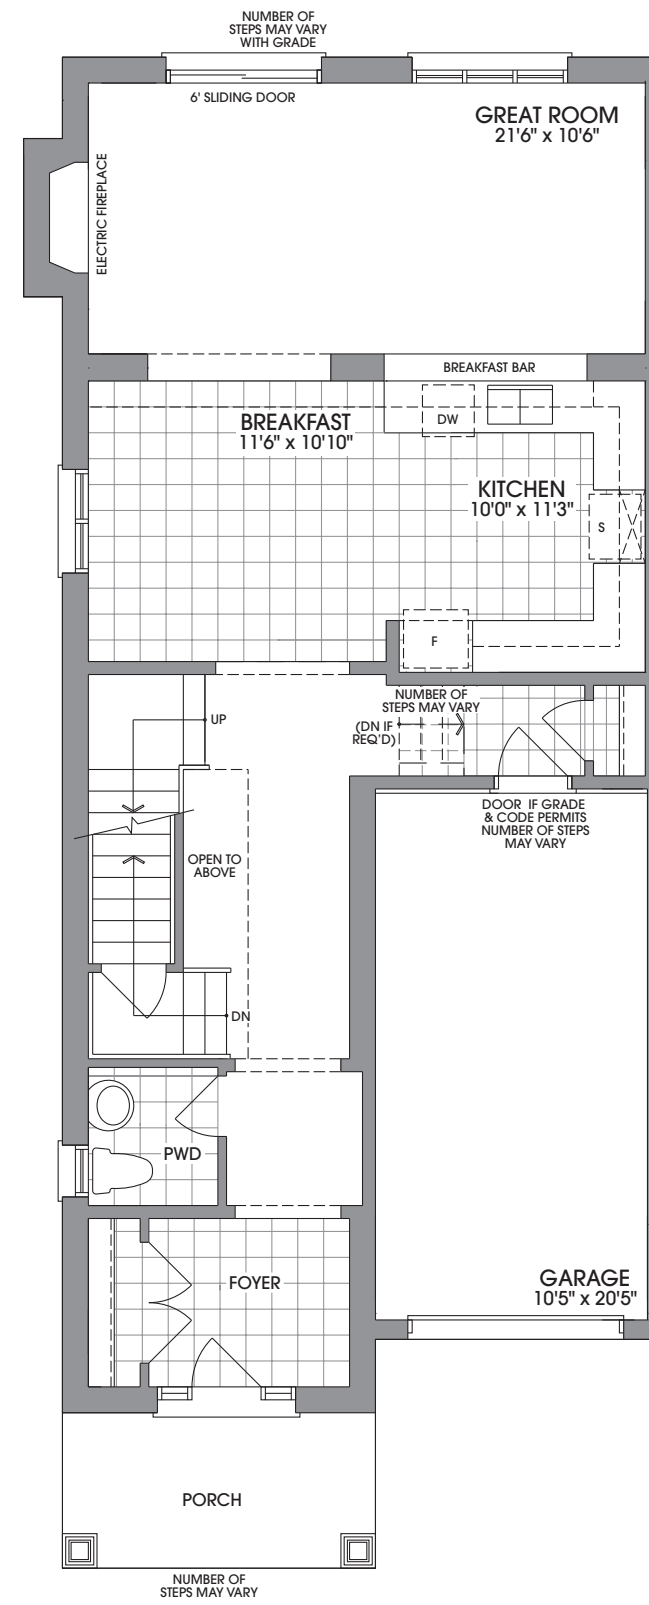 NUMBER OF
STEPS MAY VARY
WITH GRADE
6' SLIDING DOOR
GREAT ROOM
21'6" x 10'6"
ELECTRIC FIREPLACE
BREAKFAST BAR
BREAKFAST
11'6" x 10'10"
DW
KITCHEN
10'0" x 11'3"
S
F
NUMBER OF
STEPS MAY VARY
(DN IF
REQ'D)
UP
DOOR IF GRADE
& CODE PERMITS
NUMBER OF STEPS
MAY VARY
OPEN TO
ABOVE
DN
PWD
FOYER
GARAGE
10'5" x 20'5"
PORCH
NUMBER OF
STEPS MAY VARY